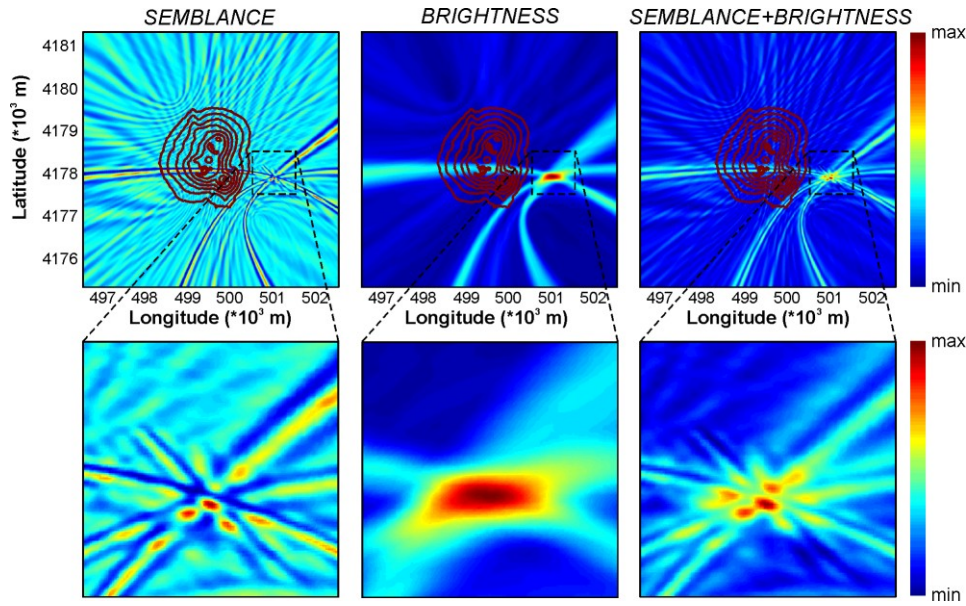 SEMBLANCE
BRIGHTNESS
SEMBLANCE+BRIGHTNESS
Latitude (*10³ m)
4181
4180
4179
4178
4177
4176
max
min
497 498 499 500 501 502
497 498 499 500 501 502
497 498 499 500 501 502
Longitude (*10³ m)
Longitude (*10³ m)
Longitude (*10³ m)
max
min